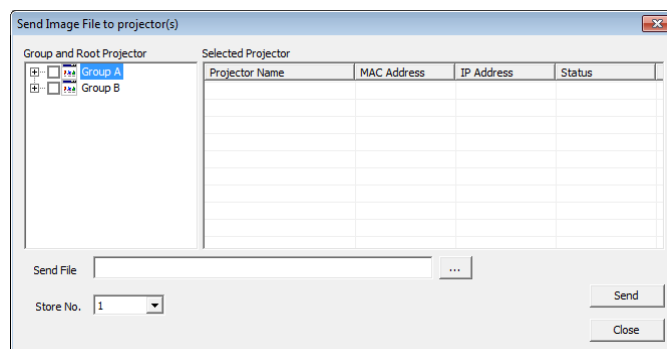 Send Image File to projector(s)
Group and Root Projector
Selected Projector
Group A
Group B
Projector Name MAC Address IP Address Status
Send File
...
Store No. 1
Send
Close